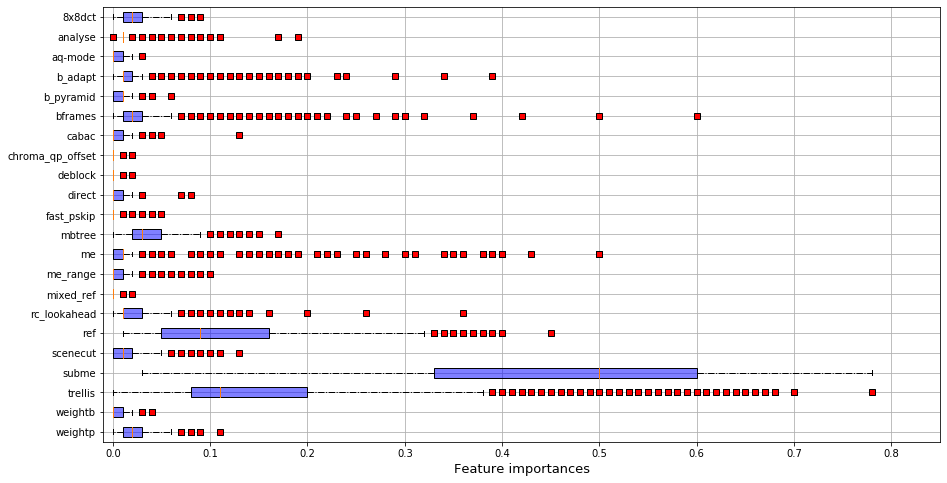 8x8dct
analyse
aq-mode
b_adapt
b_pyramid
bframes
cabac
chroma_qp_offset
deblock
direct
fast_pskip
mbtree
me
me_range
mixed_ref
rc_lookahead
ref
scenecut
subme
trellis
weightb
weightp
0.0 0.1 0.2 0.3 0.4 0.5 0.6 0.7 0.8
Feature importances